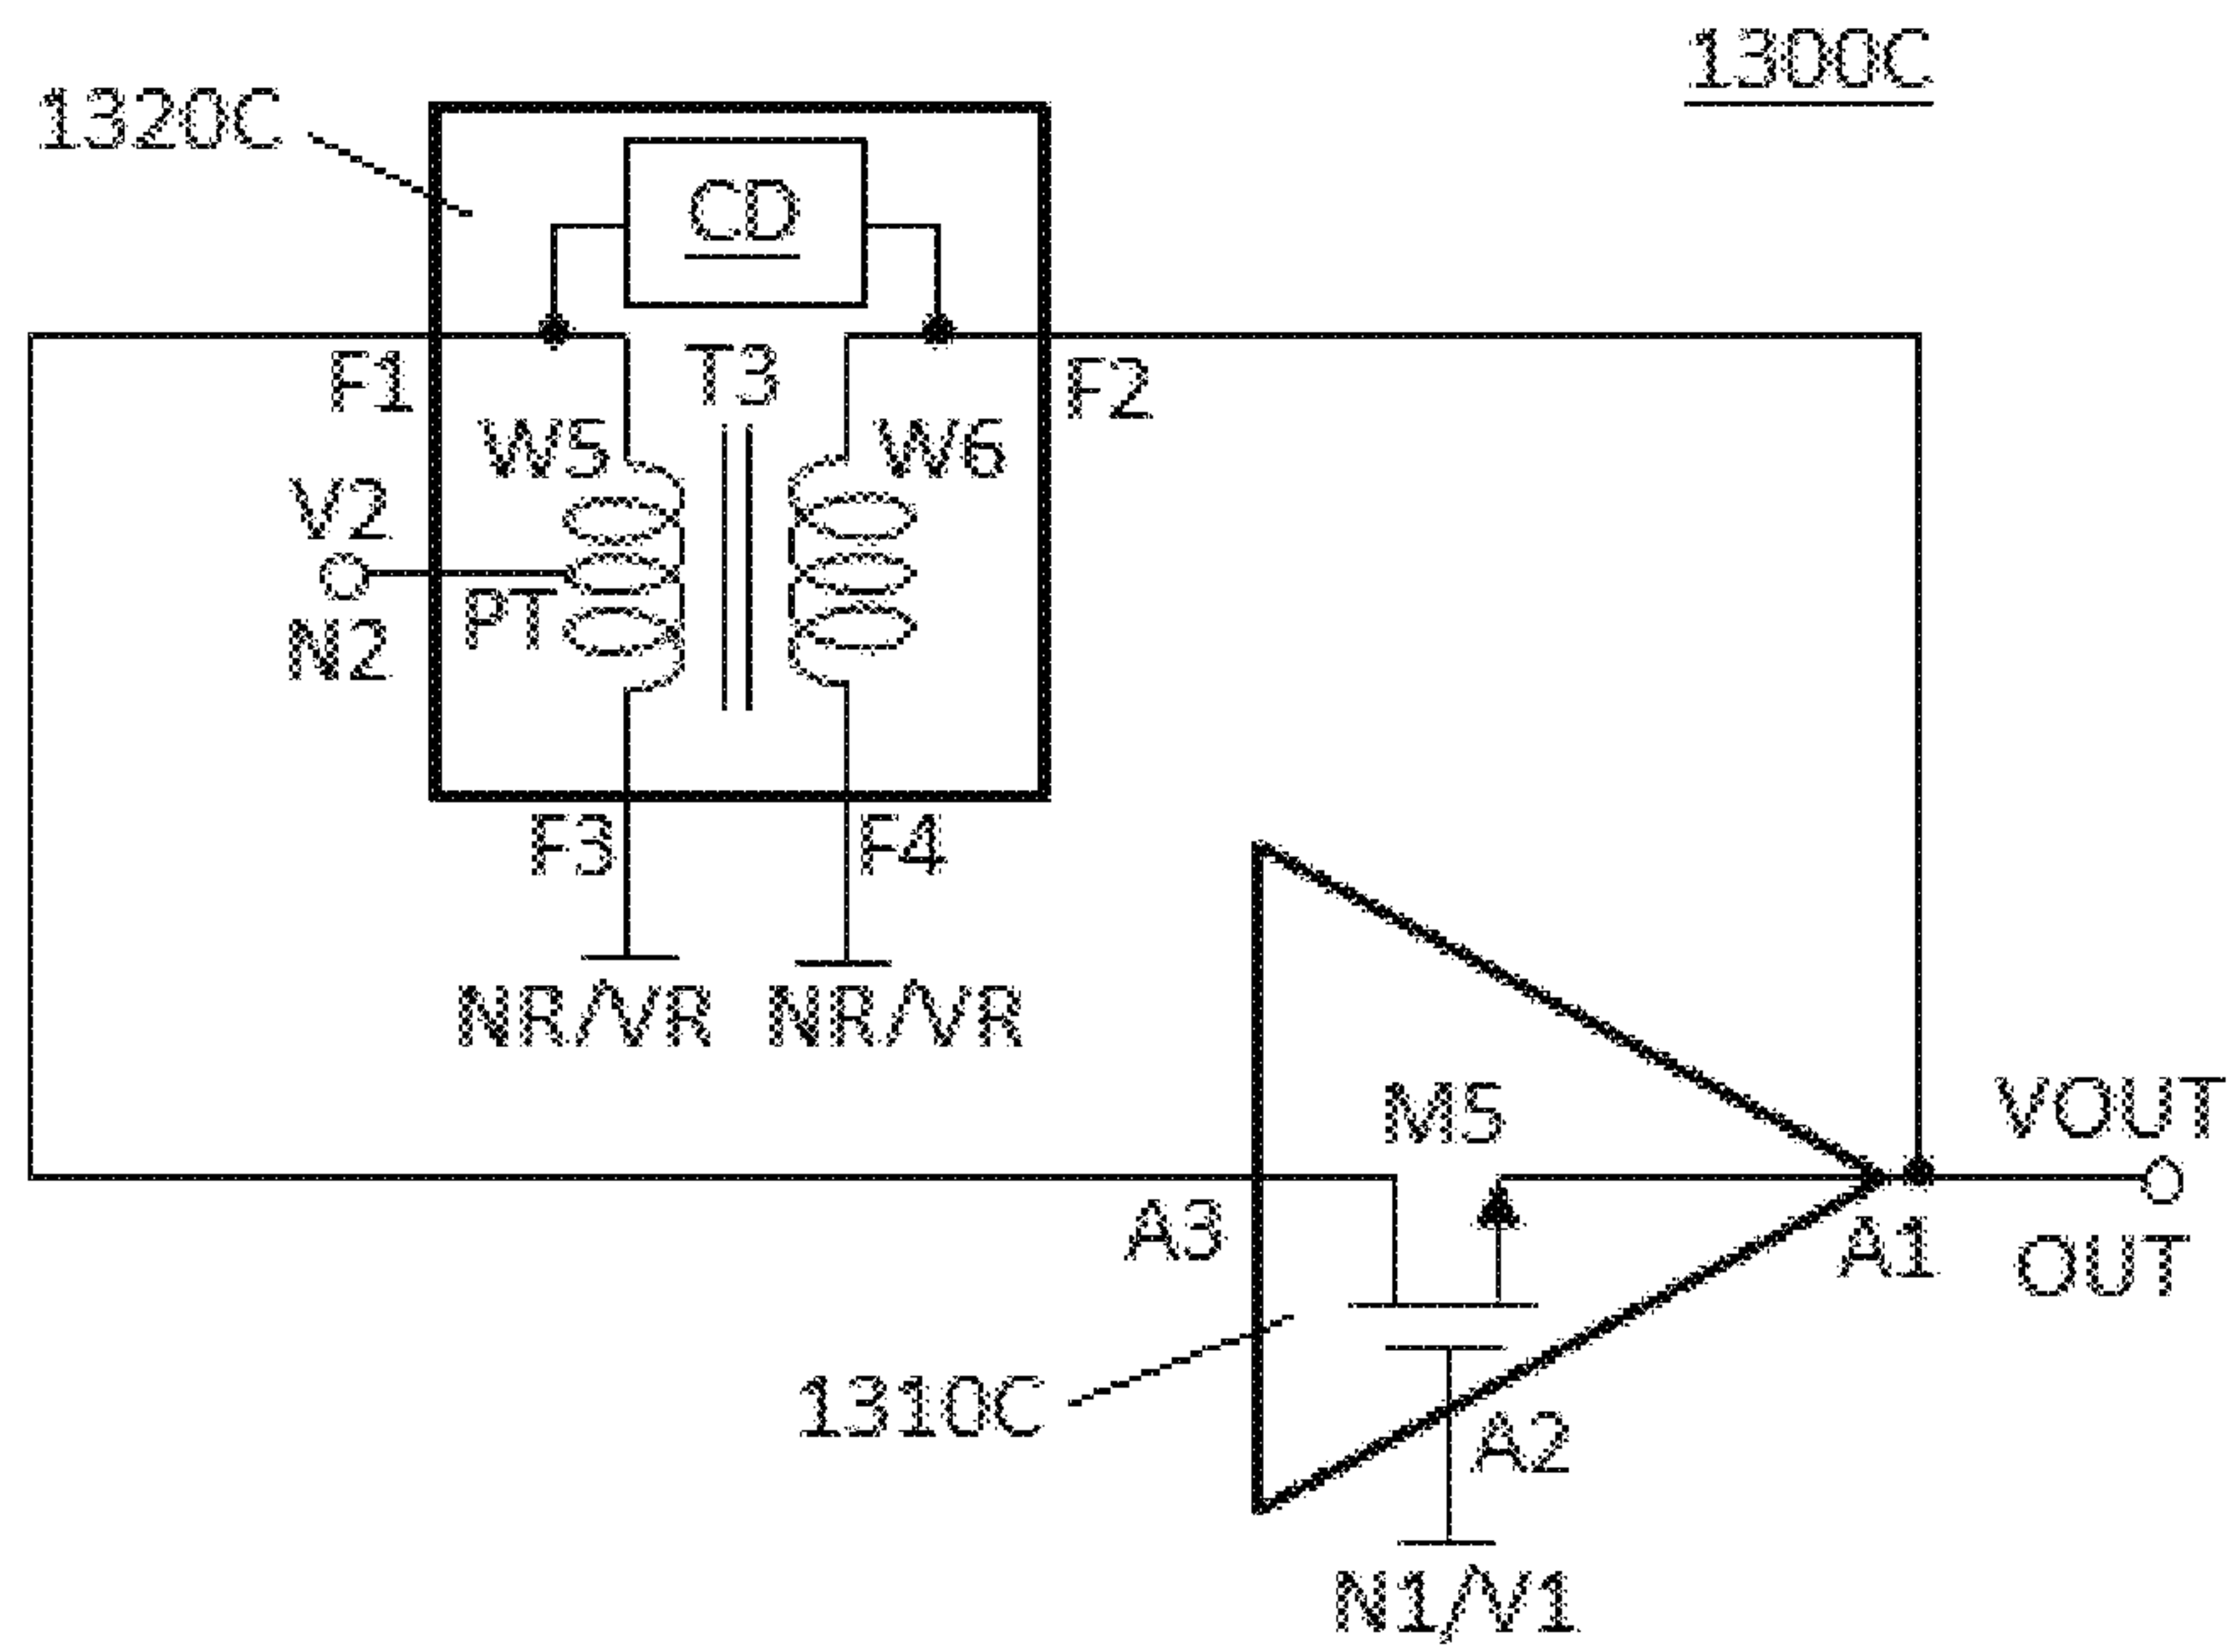 1300C
1320C
CD
F1
T3
F2
W5
W6
V2
PT
N2
F3
F4
NR/VR
NR/VR
M5
VOUT
A3
A1
OUT
1310C
A2
N1/V1